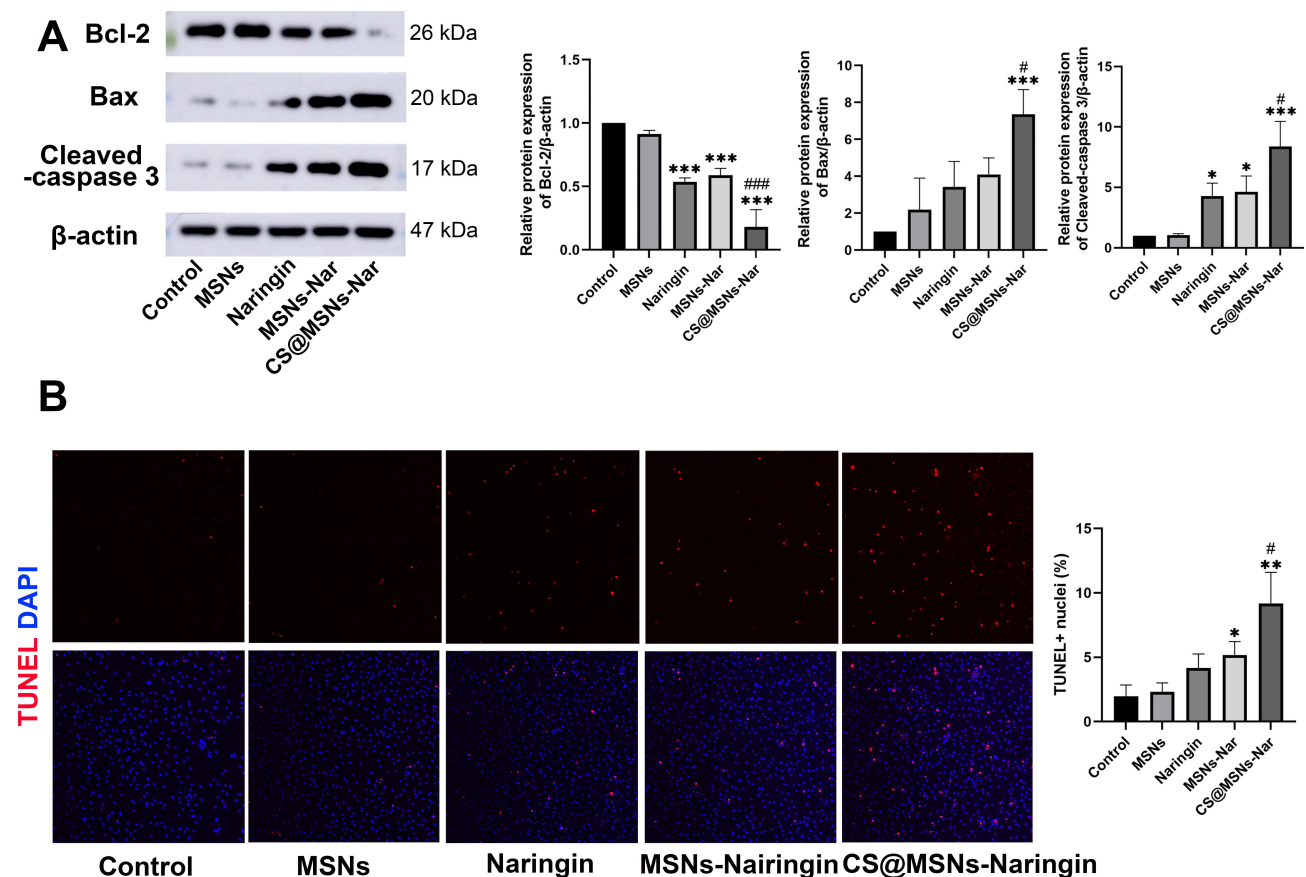 A
Bcl-2
26 kDa
Bax
20 kDa
Cleaved
-caspase 3
17 kDa
β-actin
47 kDa
Control
MSNs
Naringin
MSNs-Nar
CS@MSNs-Nar
Relative protein expression
of Bcl-2/β-actin
1.5
1.0
0.5
0.0
***
***
###
***
Control
MSNs
Naringin
MSNs-Nar
CS@MSNs-Nar
Relative protein expression
of Bax/β-actin
10
8
6
4
2
0
#
***
Control
MSNs
Naringin
MSNs-Nar
CS@MSNs-Nar
Relative protein expression
of Cleaved-caspase 3/β-actin
15
10
5
0
*
*
#
***
Control
MSNs
Naringin
MSNs-Nar
CS@MSNs-Nar
B
TUNEL DAPI
Control
MSNs
Naringin
MSNs-Nairingin
CS@MSNs-Naringin
TUNEL+ nuclei (%)
15
10
5
0
*
#
**
Control
MSNs
Naringin
MSNs-Nar
CS@MSNs-Nar